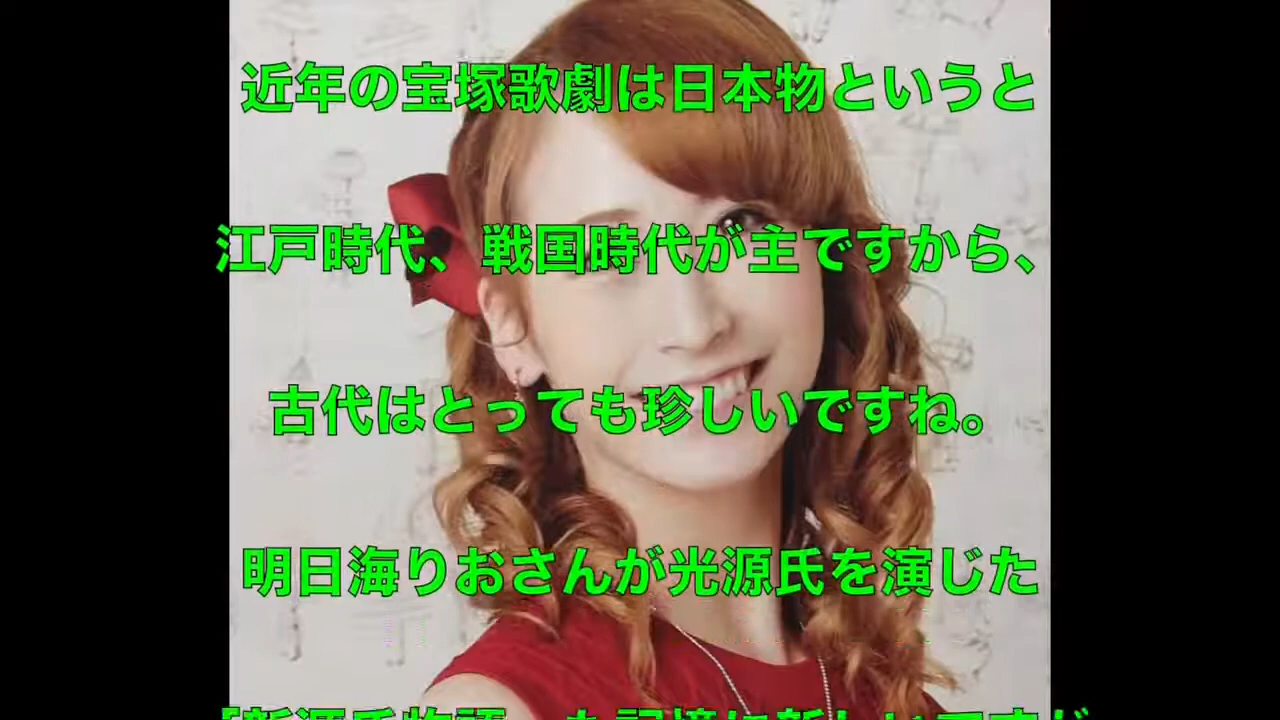 近年の宝塚歌劇は日本物というと
江戸時代、戦国時代が主ですから、
古代はとっても珍しいですね。
明日海りおさんが光源氏を演じた